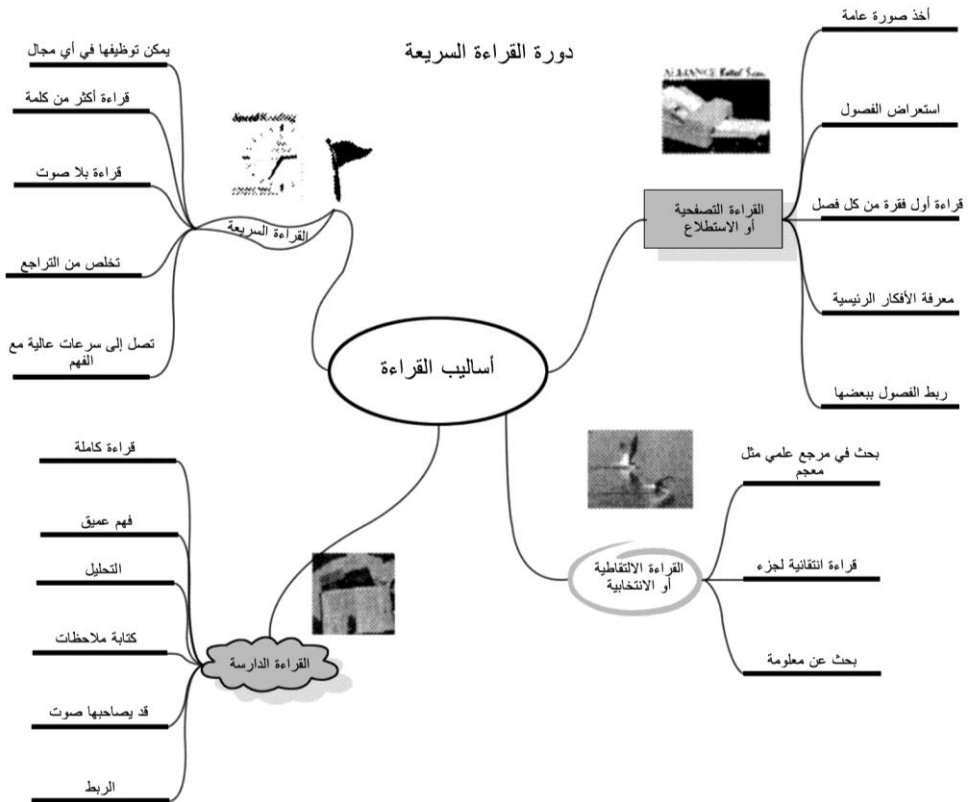 دورة القراءة السريعة
أساليب القراءة
القراءة التصفحية
أو الاستطلاع
أخذ صورة عامة
استعراض الفصول
قراءة أول فقرة من كل فصل
معرفة الأفكار الرئيسية
ربط الفصول ببعضها
القراءة الالتقاطية
أو الانتخابية
بحث في مرجع علمي مثل
معجم
قراءة انتقائية لجزء
بحث عن معلومة
القراءة السريعة
يمكن توظيفها في أي مجال
قراءة أكثر من كلمة
قراءة بلا صوت
تخلص من التراجع
تصل إلى سرعات عالية مع
الفهم
القراءة الدارسة
قراءة كاملة
فهم عميق
التحليل
كتابة ملاحظات
قد يصاحبها صوت
الربط